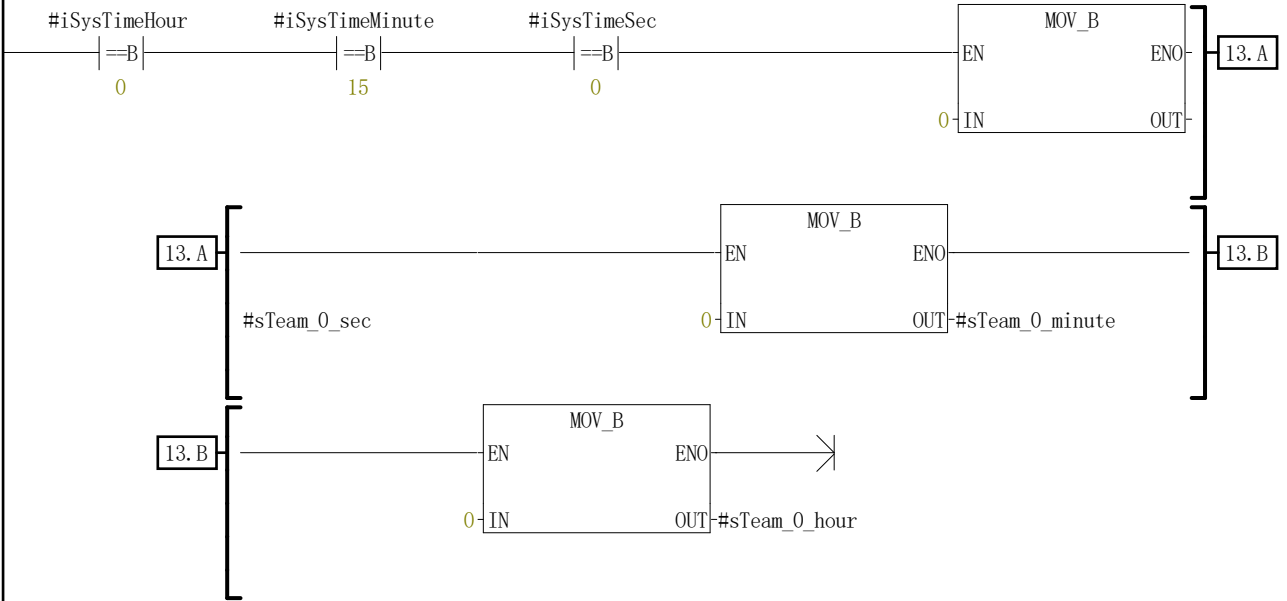 #iSysTimeHour #iSysTimeMinute #iSysTimeSec MOV_B
==B ==B ==B EN ENO 13.A
0 15 0
0 IN OUT
MOV_B
13.A EN ENO 13.B
#sTeam_0_sec 0 IN OUT #sTeam_0_minute
MOV_B
13.B EN ENO
0 IN OUT #sTeam_0_hour